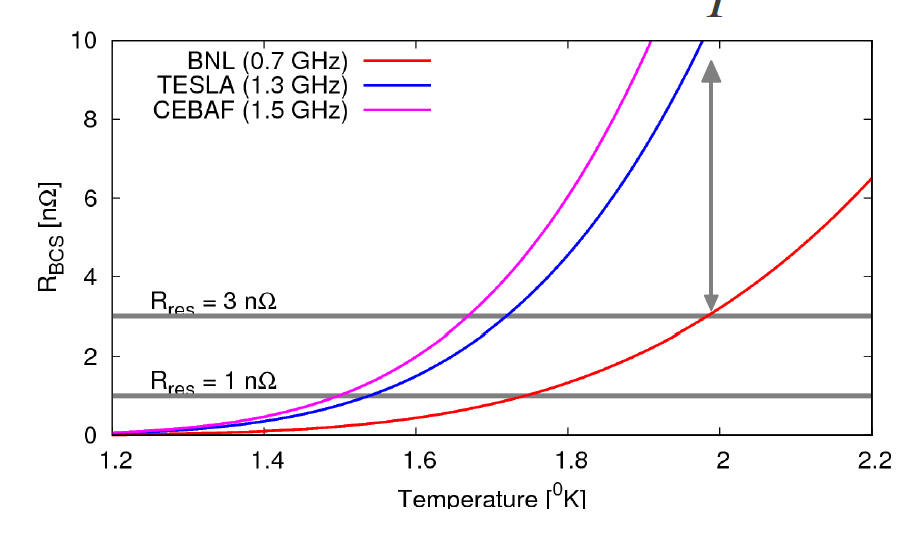 T
10
8
6
4
2
0
R_BCS [nΩ]
BNL (0.7 GHz)
TESLA (1.3 GHz)
CEBAF (1.5 GHz)
R_res = 3 nΩ
R_res = 1 nΩ
1.2 1.4 1.6 1.8 2 2.2
Temperature [⁰K]